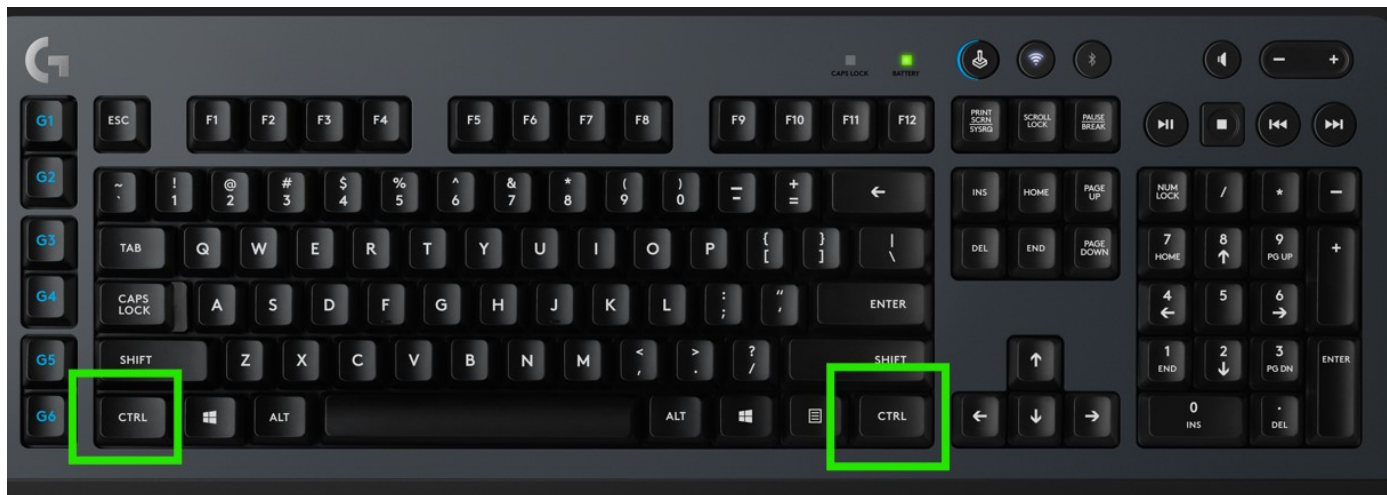 CAPS LOCK BATTERY
G1 ESC F1 F2 F3 F4 F5 F6 F7 F8 F9 F10 F11 F12 PRINT SCRN SYSRQ SCROLL LOCK PAUSE BREAK
G2 ~ ` ! 1 @ 2 # 3 $ 4 % 5 ^ 6 & 7 * 8 ( 9 ) 0 _ - + = ← INS HOME PAGE UP NUM LOCK / * -
G3 TAB Q W E R T Y U I O P { [ } ] | \ DEL END PAGE DOWN 7 HOME 8 ↑ 9 PG UP +
G4 CAPS LOCK A S D F G H J K L : ; " ' ENTER 4 ← 5 6 →
G5 SHIFT Z X C V B N M < , > . ? / SHIFT ↑ 1 END 2 ↓ 3 PG DN ENTER
G6 CTRL ALT ALT CTRL ← ↓ → 0 INS . DEL